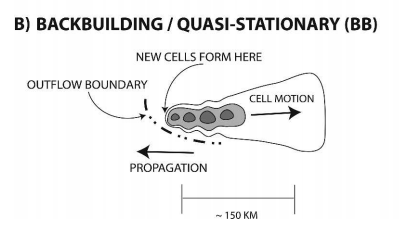 B) BACKBUILDING / QUASI-STATIONARY (BB)
NEW CELLS FORM HERE
OUTFLOW BOUNDARY
CELL MOTION
PROPAGATION
~ 150 KM